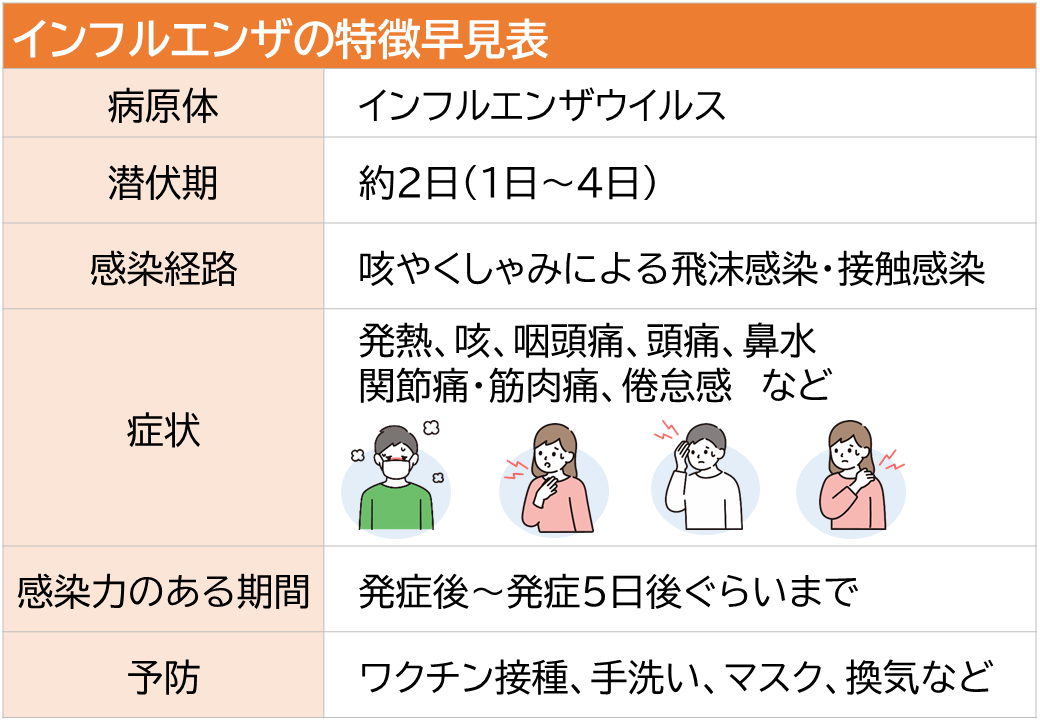 インフルエンザの特徴早見表
病原体
インフルエンザウイルス
潜伏期
約2日(1日～4日)
感染経路
咳やくしゃみによる飛沫感染・接触感染
症状
発熱、咳、咽頭痛、頭痛、鼻水
関節痛・筋肉痛、倦怠感　など
感染力のある期間
発症後～発症5日後ぐらいまで
予防
ワクチン接種、手洗い、マスク、換気など